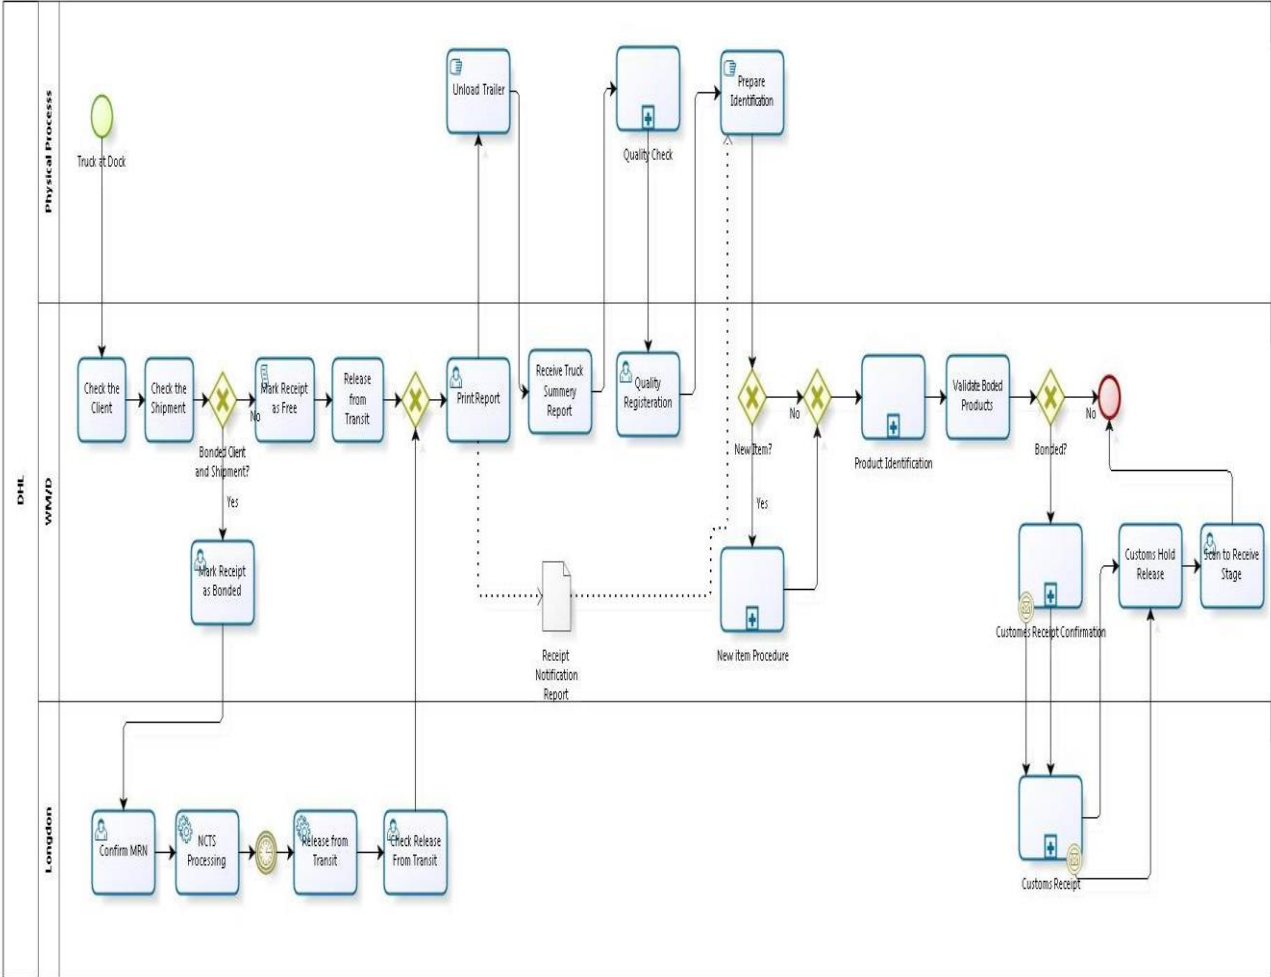 DHL
Physical Processs
Truck at Dock
Unload Trailer
Quality Check
Prepare
Identification
WM/D
Check the
Client
Check the
Shipment
Bonded Client
and Shipment?
No
Yes
Mark Receipt
as Free
Release
from
Transit
Mark Receipt
as Bonded
Print Report
Receive Truck
Summery
Report
Quality
Registeration
Receipt
Notification
Report
New Item?
No
Yes
New item Procedure
Product Identification
Validate Boded
Products
Bonded?
No
Customes Receipt Confirmation
Customs Hold
Release
Scan to Receive
Stage
Longdon
Confirm MRN
NCTS
Processing
Release from
Transit
Check Release
From Transit
Customs Receipt